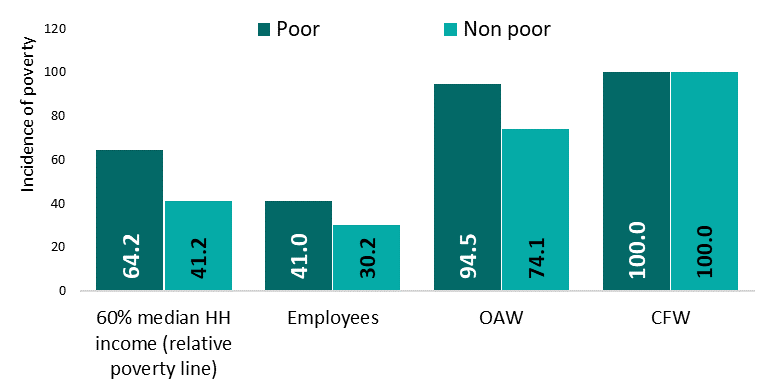 Poor
Non poor
Incidence of poverty
120
100
80
60
40
20
0
64.2
41.2
41.0
30.2
94.5
74.1
100.0
100.0
60% median HH
income (relative
poverty line)
Employees
OAW
CFW